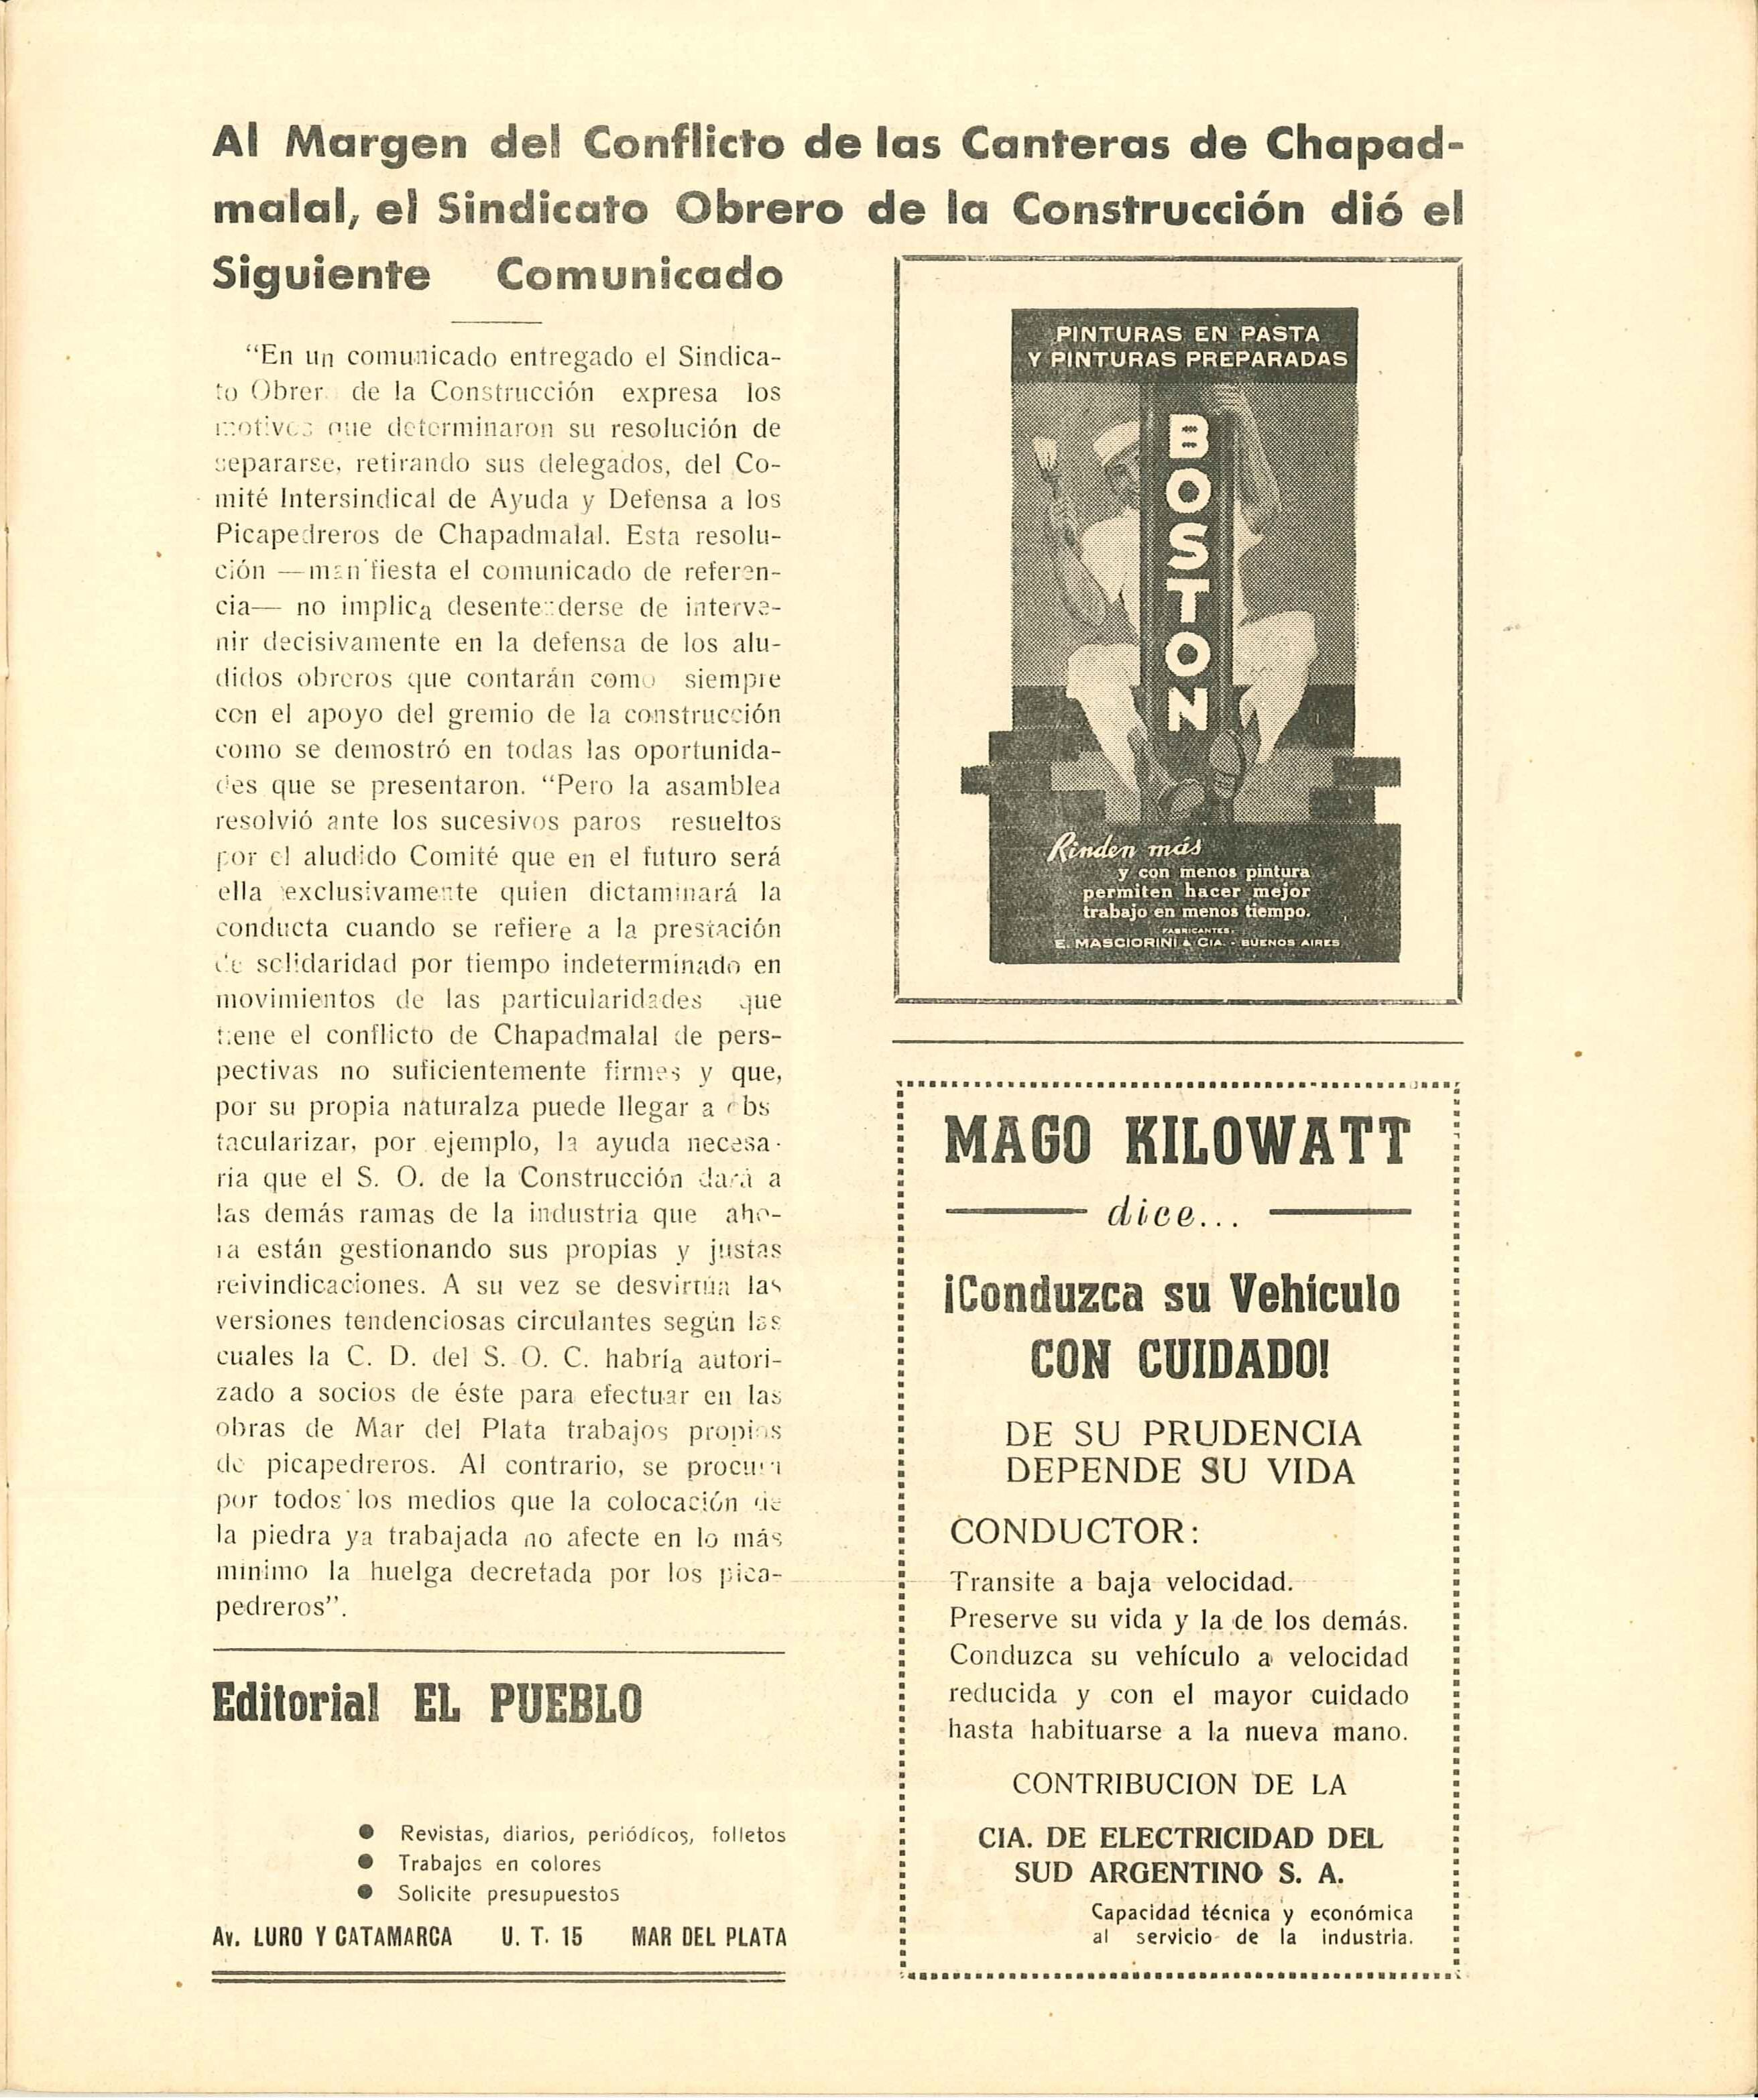 Al Margen del Conflicto de las Canteras de Chapad-
malal, el Sindicato Obrero de la Construcción dió el
Siguiente Comunicado
“En un comunicado entregado el Sindica-
to Obrer de la Construcción expresa los
motivos que determinaron su resolución de
separarse, retirando sus delegados, del Co-
mité Intersindical de Ayuda y Defensa a los
Picapedreros de Chapadmalal. Esta resolu-
ción —manifiesta el comunicado de referen-
cia— no implica desentenderse de interve-
nir decisivamente en la defensa de los alu-
didos obreros que contarán como siempre
con el apoyo del gremio de la construcción
como se demostró en todas las oportunida-
des que se presentaron. “Pero la asamblea
resolvió ante los sucesivos paros resueltos
por el aludido Comité que en el futuro será
ella exclusivamente quien dictaminará la
conducta cuando se refiere a la prestación
de solidaridad por tiempo indeterminado en
movimientos de las particularidades que
tiene el conflicto de Chapadmalal de pers-
pectivas no suficientemente firmes y que,
por su propia naturalza puede llegar a obs
tacularizar, por ejemplo, la ayuda necesa-
ria que el S. O. de la Construcción dará a
las demás ramas de la industria que aho-
ra están gestionando sus propias y justas
reivindicaciones. A su vez se desvirtúa las
versiones tendenciosas circulantes según las
cuales la C. D. del S. O. C. habría autori-
zado a socios de éste para efectuar en las
obras de Mar del Plata trabajos propios
de picapedreros. Al contrario, se procura
por todos los medios que la colocación de
la piedra ya trabajada no afecte en lo más
mínimo la huelga decretada por los pica-
pedreros”.
Editorial EL PUEBLO
● Revistas, diarios, periódicos, folletos
● Trabajos en colores
● Solicite presupuestos
Av. LURO Y CATAMARCA U. T. 15 MAR DEL PLATA
PINTURAS EN PASTA
Y PINTURAS PREPARADAS
BOSTON
Rinden más
y con menos pintura
permiten hacer mejor
trabajo en menos tiempo.
FABRICANTES.
E. MASCIORINI & CIA. - BUENOS AIRES
MAGO KILOWATT
dice...
¡Conduzca su Vehículo
CON CUIDADO!
DE SU PRUDENCIA
DEPENDE SU VIDA
CONDUCTOR:
Transite a baja velocidad.
Preserve su vida y la de los demás.
Conduzca su vehículo a velocidad
reducida y con el mayor cuidado
hasta habituarse a la nueva mano.
CONTRIBUCION DE LA
CIA. DE ELECTRICIDAD DEL
SUD ARGENTINO S. A.
Capacidad técnica y económica
al servicio de la industria.